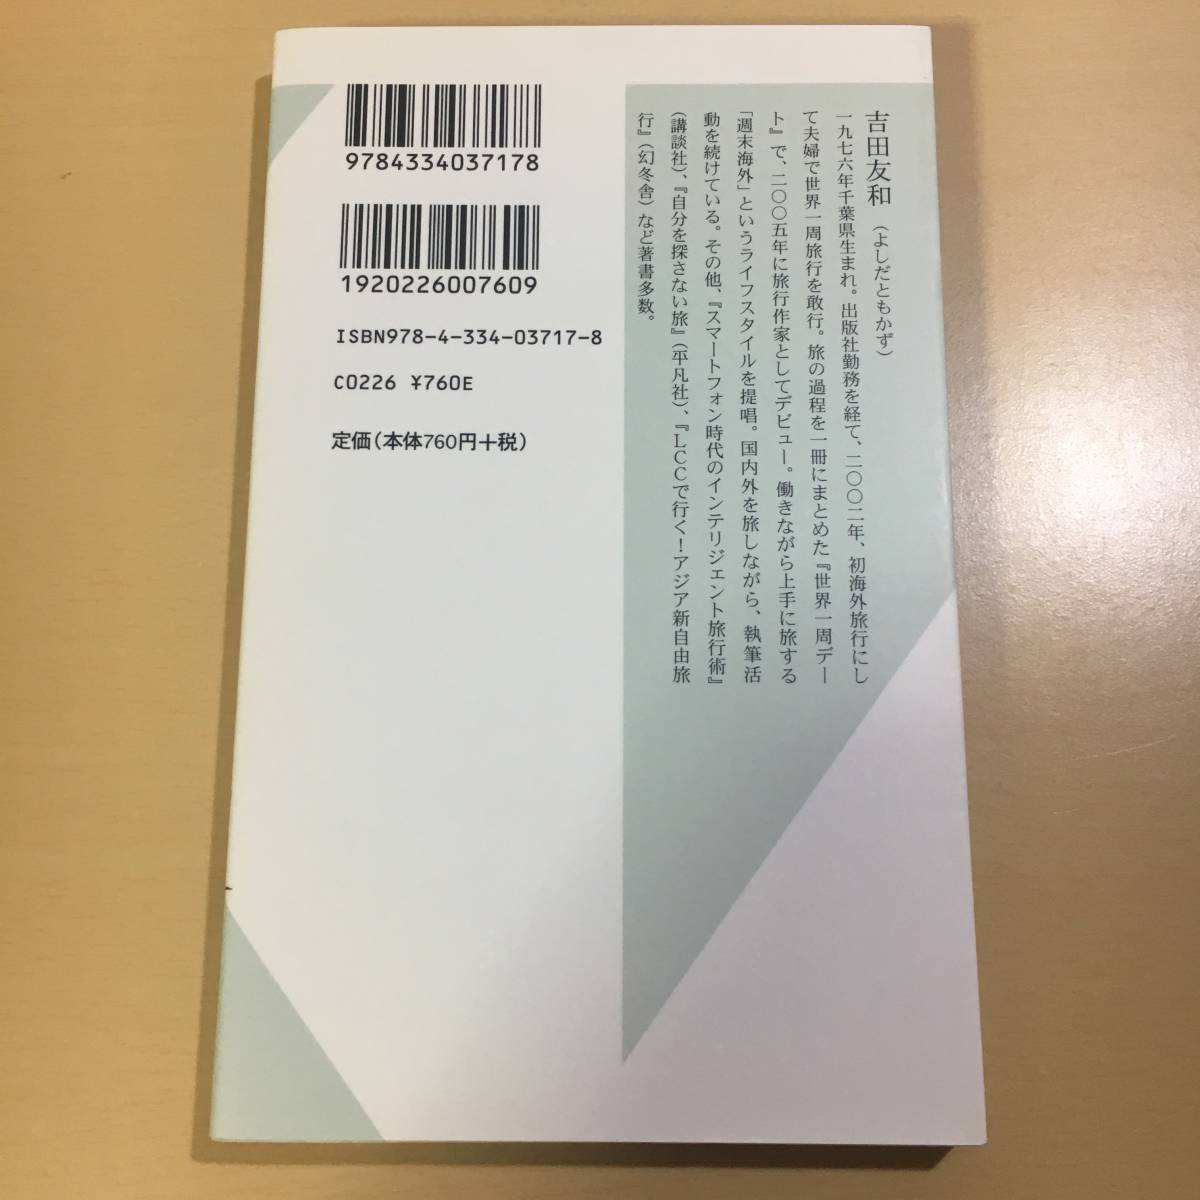 9784334037178
1920226007609
ISBN978-4-334-03717-8
C0226 ¥760E
定価(本体760円+税)
吉田友和(よしだともかず)
一九七六年千葉県生まれ。出版社勤務を経て、二〇〇二年、初海外旅行にし
て夫婦で世界一周旅行を敢行。旅の過程を一冊にまとめた『世界一周デー
ト』で、二〇〇五年に旅行作家としてデビュー。働きながら上手に旅する
「週末海外」というライフスタイルを提唱。国内外を旅しながら、執筆活
動を続けている。その他、『スマートフォン時代のインテリジェント旅行術』
(講談社)、『自分を探さない旅』(平凡社)、『LCCで行く!アジア新自由旅
行』(幻冬舎)など著書多数。